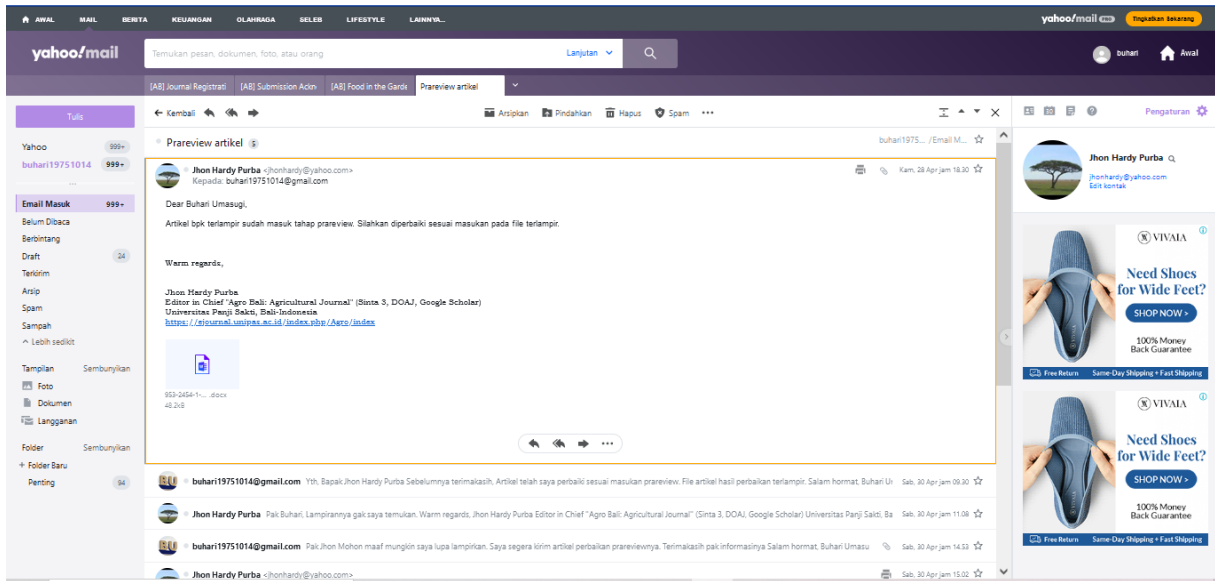 AWAL MAIL BERITA KEUANGAN OLAHRAGA SELEB LIFESTYLE LAINNYA...
yahoo!mail PRO Tingkatkan Sekarang
yahoo!mail
Temukan pesan, dokumen, foto, atau orang Lanjutan
buhari Awal
[AB] Journal Registrati [AB] Submission Ackn [AB] Food in the Garde Prareview artikel
Tulis
Kembali Arsipkan Pindahkan Hapus Spam ...
Pengaturan
Yahoo 999+
buhari19751014 999+
Email Masuk 999+
Belum Dibaca
Berbintang
Draft 24
Terkirim
Arsip
Spam
Sampah
Lebih sedikit
Tampilan Sembunyikan
Foto
Dokumen
Langganan
Folder Sembunyikan
+ Folder Baru
Penting 94
Prareview artikel 5
buhari1975... /Email M...
Jhon Hardy Purba <jhonhardy@yahoo.com> Kam, 28 Apr jam 18.30
Kepada: buhari19751014@gmail.com
Dear Buhari Umasugi,
Artikel bpk terlampir sudah masuk tahap prareview. Silahkan diperbaiki sesuai masukan pada file terlampir.
Warm regards,
Jhon Hardy Purba
Editor in Chief "Agro Bali: Agricultural Journal" (Sinta 3, DOAJ, Google Scholar)
Universitas Panji Sakti, Bali-Indonesia
https://ejournal.unipas.ac.id/index.php/Agro/index
953-2454-1-... .docx
48.2kB
buhari19751014@gmail.com Yth, Bapak Jhon Hardy Purba Sebelumnya terimakasih, Artikel telah saya perbaiki sesuai masukan prareview. File artikel hasil perbaikan terlampir. Salam hormat, Buhari U Sab, 30 Apr jam 09.30
Jhon Hardy Purba Pak Buhari, Lampirannya gak saya temukan. Warm regards, Jhon Hardy Purba Editor in Chief "Agro Bali: Agricultural Journal" (Sinta 3, DOAJ, Google Scholar) Universitas Panji Sakti, Ba Sab, 30 Apr jam 11.08
buhari19751014@gmail.com Pak Jhon Mohon maaf mungkin saya lupa lampirkan. Saya segera kirim artikel perbaikan prareviewnya. Terimakasih pak informasinya Salam hormat, Buhari Umasu Sab, 30 Apr jam 14.53
Jhon Hardy Purba <jhonhardy@yahoo.com> Sab, 30 Apr jam 15.02
Jhon Hardy Purba
jhonhardy@yahoo.com
Edit kontak
VIVAIA
Need Shoes
for Wide Feet?
SHOP NOW >
100% Money
Back Guarantee
Free Return Same-Day Shipping + Fast Shipping
VIVAIA
Need Shoes
for Wide Feet?
SHOP NOW >
100% Money
Back Guarantee
Free Return Same-Day Shipping + Fast Shipping